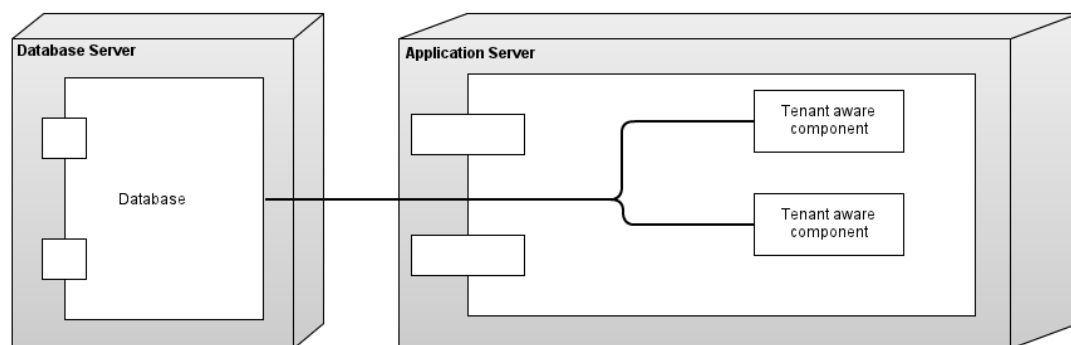 Database Server
Database
Application Server
Tenant aware
component
Tenant aware
component